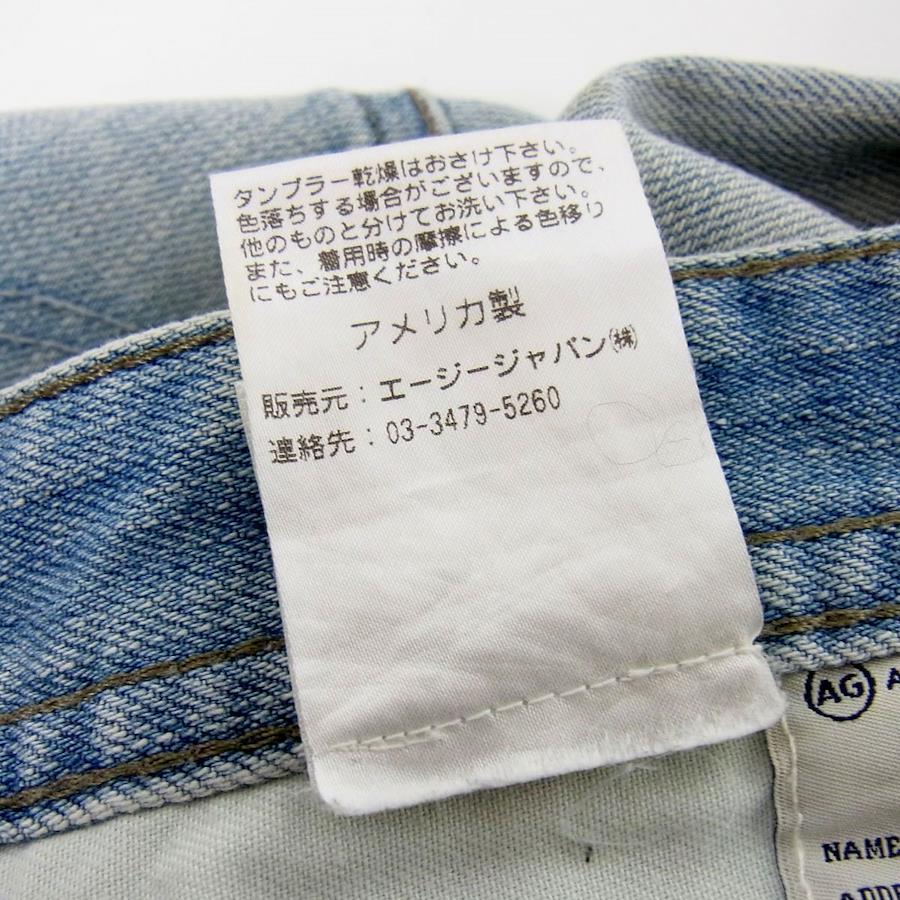 タンブラー乾燥はおさけ下さい。
色落ちする場合がございますので、
他のものと分けてお洗い下さい。
また、着用時の摩擦による色移り
にもご注意ください。
アメリカ製
販売元：エージージャパン㈱
連絡先：03-3479-5260
AG
NAME